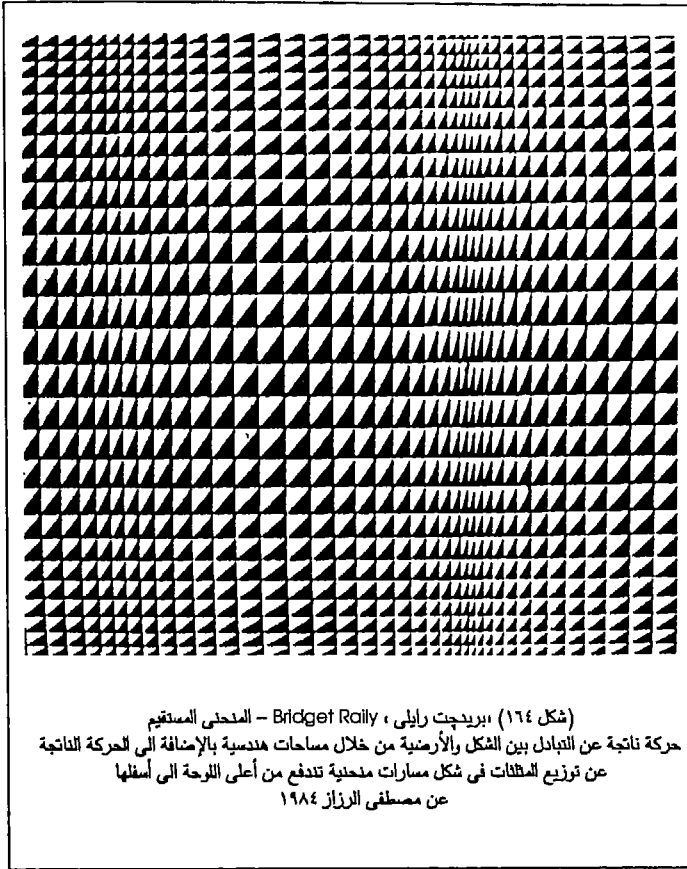 (شكل ١٦٤) ،بريدجت رايلى ، Bridget Raily – المنحنى المستقيم
حركة ناتجة عن التبادل بين الشكل والأرضية من خلال مساحات هندسية بالإضافة الى الحركة الناتجة
عن توزيع المثلثات فى شكل مسارات منحنية تندفع من أعلى اللوحة الى أسفلها
عن مصطفى الرزاز ١٩٨٤